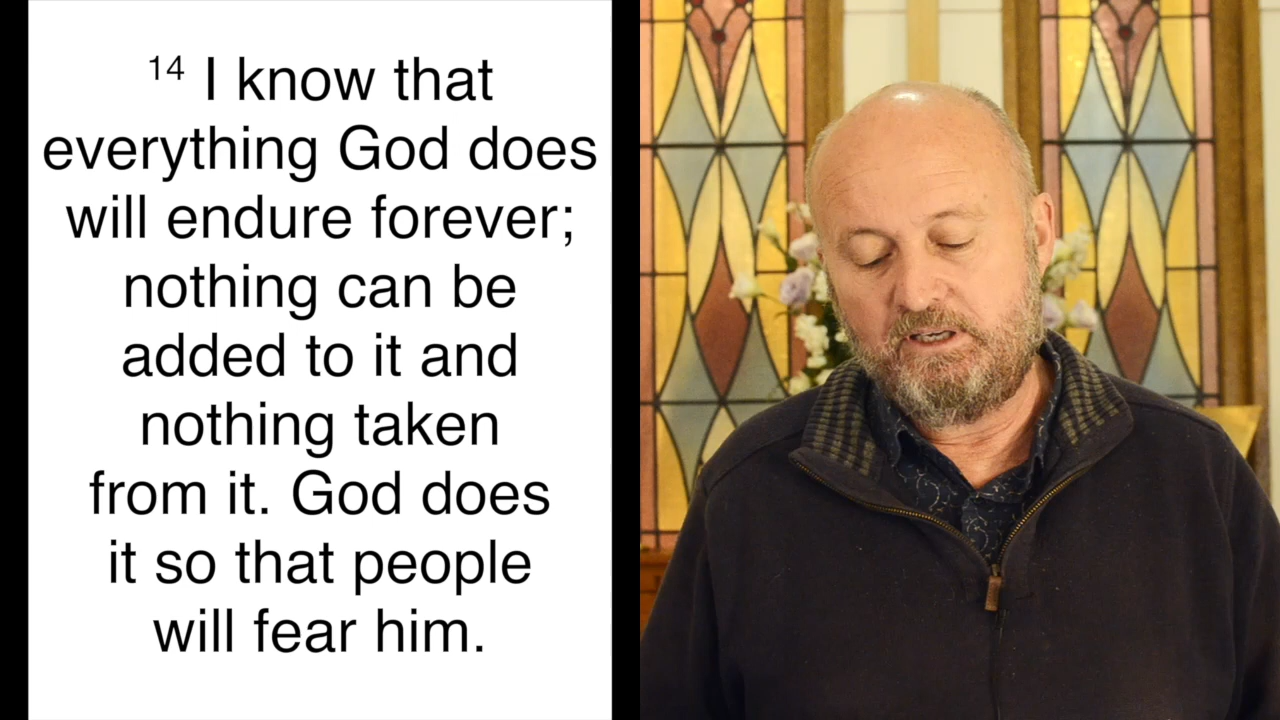 14 I know that
everything God does
will endure forever;
nothing can be
added to it and
nothing taken
from it. God does
it so that people
will fear him.